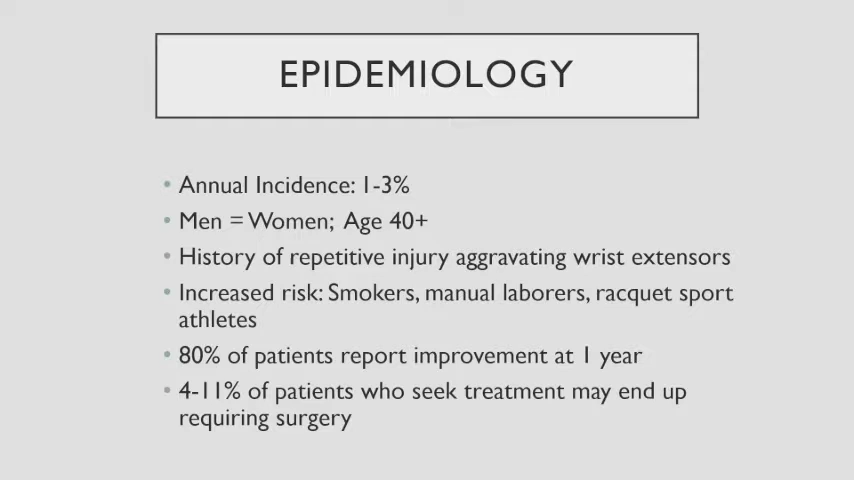 EPIDEMIOLOGY
• Annual Incidence: 1-3%
• Men = Women; Age 40+
• History of repetitive injury aggravating wrist extensors
• Increased risk: Smokers, manual laborers, racquet sport
athletes
• 80% of patients report improvement at 1 year
• 4-11% of patients who seek treatment may end up
requiring surgery